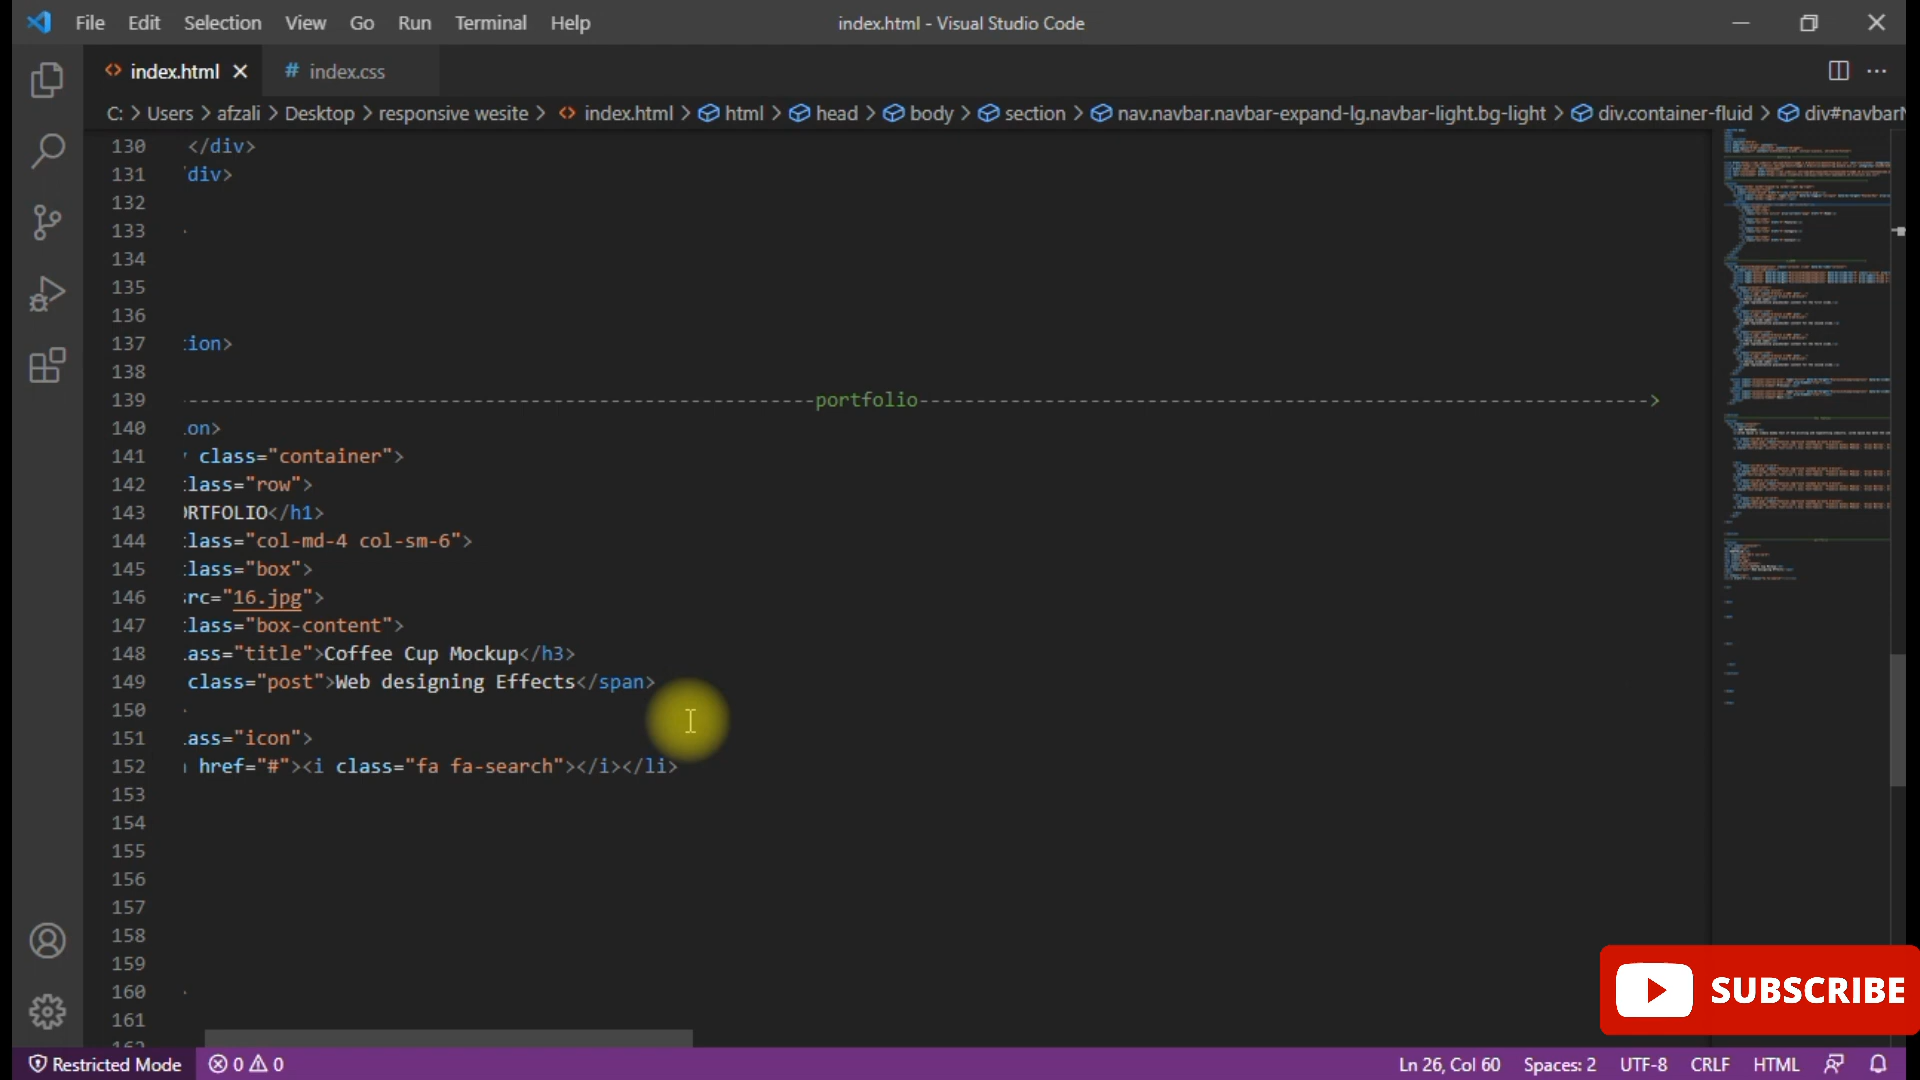 File Edit Selection View Go Run Terminal Help index.html - Visual Studio Code
index.html index.css
C: Users afzali Desktop responsive wesite index.html html head body section nav.navbar.navbar-expand-lg.navbar-light.bg-light div.container-fluid div#navbar
130 </div>
131 div>
132
133
134
135
136
137 :ion>
138
139 -------------------------------------------------------portfolio---------------------------------------------------------------->
140 ion>
141 class="container">
142 lass="row">
143 RTFOLIO</h1>
144 lass="col-md-4 col-sm-6">
145 lass="box">
146 rc="16.jpg">
147 lass="box-content">
148 ass="title">Coffee Cup Mockup</h3>
149 class="post">Web designing Effects</span>
150
151 ass="icon">
152 href="#"><i class="fa fa-search"></i></li>
153
154
155
156
157
158
159
160
161
SUBSCRIBE
Restricted Mode 0 0 Ln 26, Col 60 Spaces: 2 UTF-8 CRLF HTML